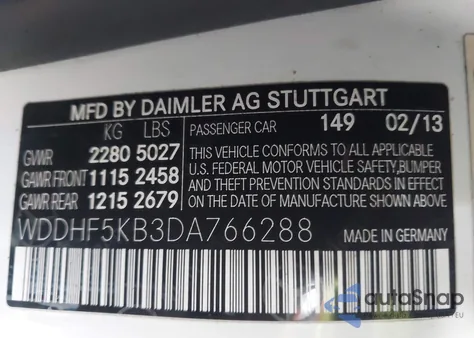 MFD BY DAIMLER AG STUTTGART
KG LBS
GVWR 2280 5027
GAWR FRONT 1115 2458
GAWR REAR 1215 2679
PASSENGER CAR 149 02/13
THIS VEHICLE CONFORMS TO ALL APPLICABLE
U.S. FEDERAL MOTOR VEHICLE SAFETY,BUMPER
AND THEFT PREVENTION STANDARDS IN EFFECT
ON THE DATE OF MANUFACTURE SHOWN ABOVE
WDDHF5KB3DA766288
MADE IN GERMANY
autoSnap